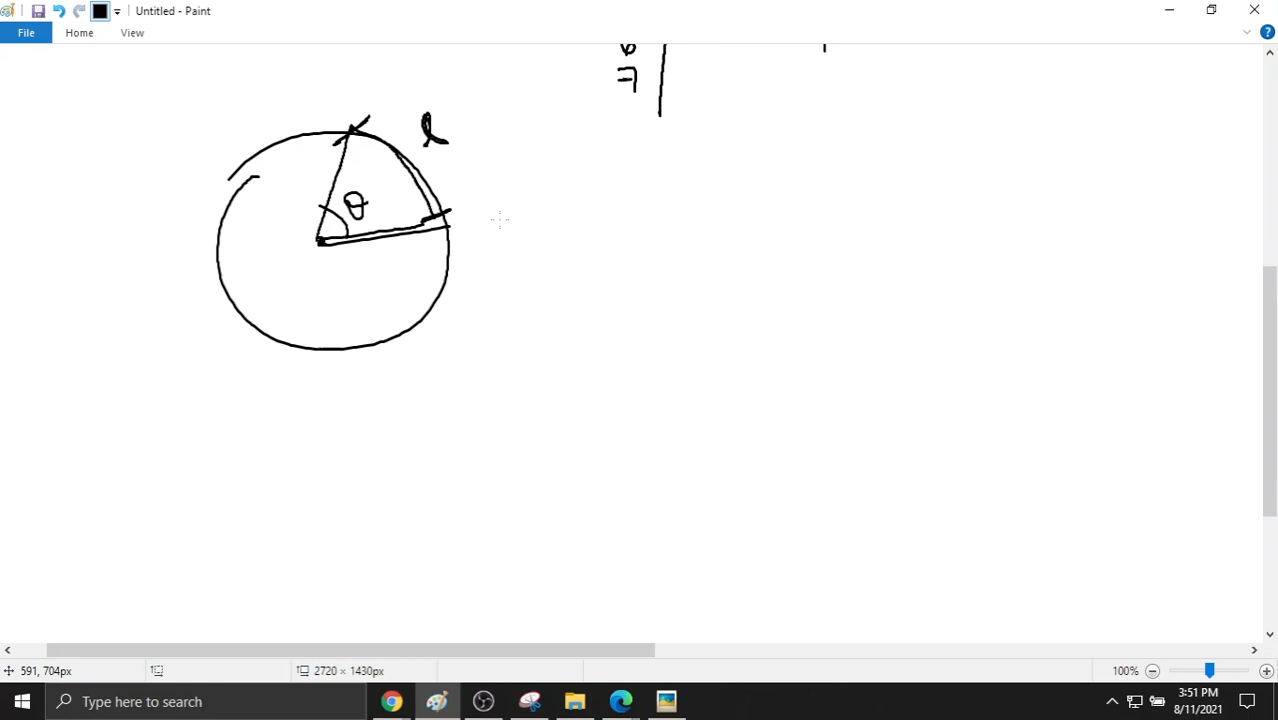 Untitled - Paint
File Home View
6
7
l
θ
591, 704px
2720 × 1430px
100%
Type here to search
3:51 PM
8/11/2021